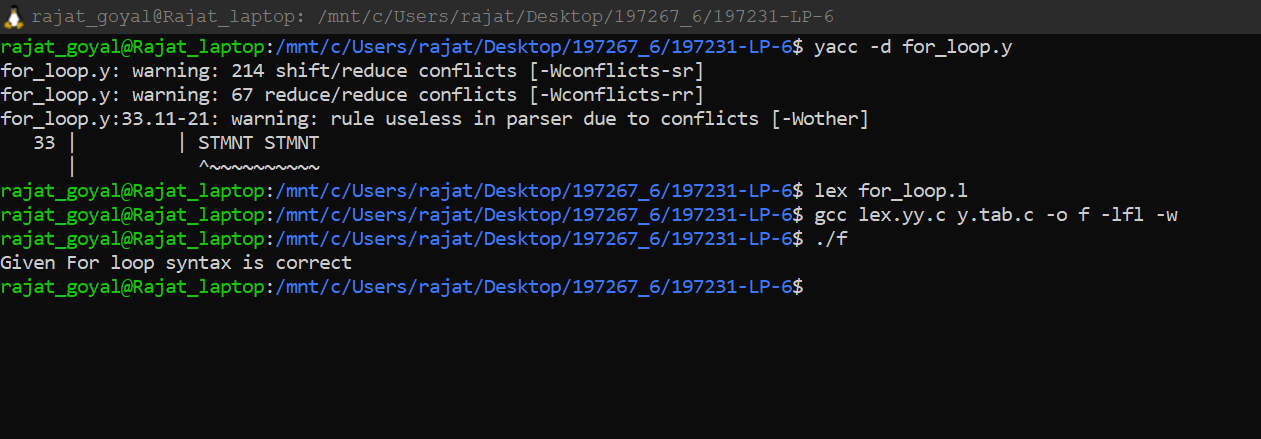 rajat_goyal@Rajat_laptop: /mnt/c/Users/rajat/Desktop/197267_6/197231-LP-6
rajat_goyal@Rajat_laptop:/mnt/c/Users/rajat/Desktop/197267_6/197231-LP-6$ yacc -d for_loop.y
for_loop.y: warning: 214 shift/reduce conflicts [-Wconflicts-sr]
for_loop.y: warning: 67 reduce/reduce conflicts [-Wconflicts-rr]
for_loop.y:33.11-21: warning: rule useless in parser due to conflicts [-Wother]
   33 |         | STMNT STMNT
      |           ^~~~~~~~~~~
rajat_goyal@Rajat_laptop:/mnt/c/Users/rajat/Desktop/197267_6/197231-LP-6$ lex for_loop.l
rajat_goyal@Rajat_laptop:/mnt/c/Users/rajat/Desktop/197267_6/197231-LP-6$ gcc lex.yy.c y.tab.c -o f -lfl -w
rajat_goyal@Rajat_laptop:/mnt/c/Users/rajat/Desktop/197267_6/197231-LP-6$ ./f
Given For loop syntax is correct
rajat_goyal@Rajat_laptop:/mnt/c/Users/rajat/Desktop/197267_6/197231-LP-6$